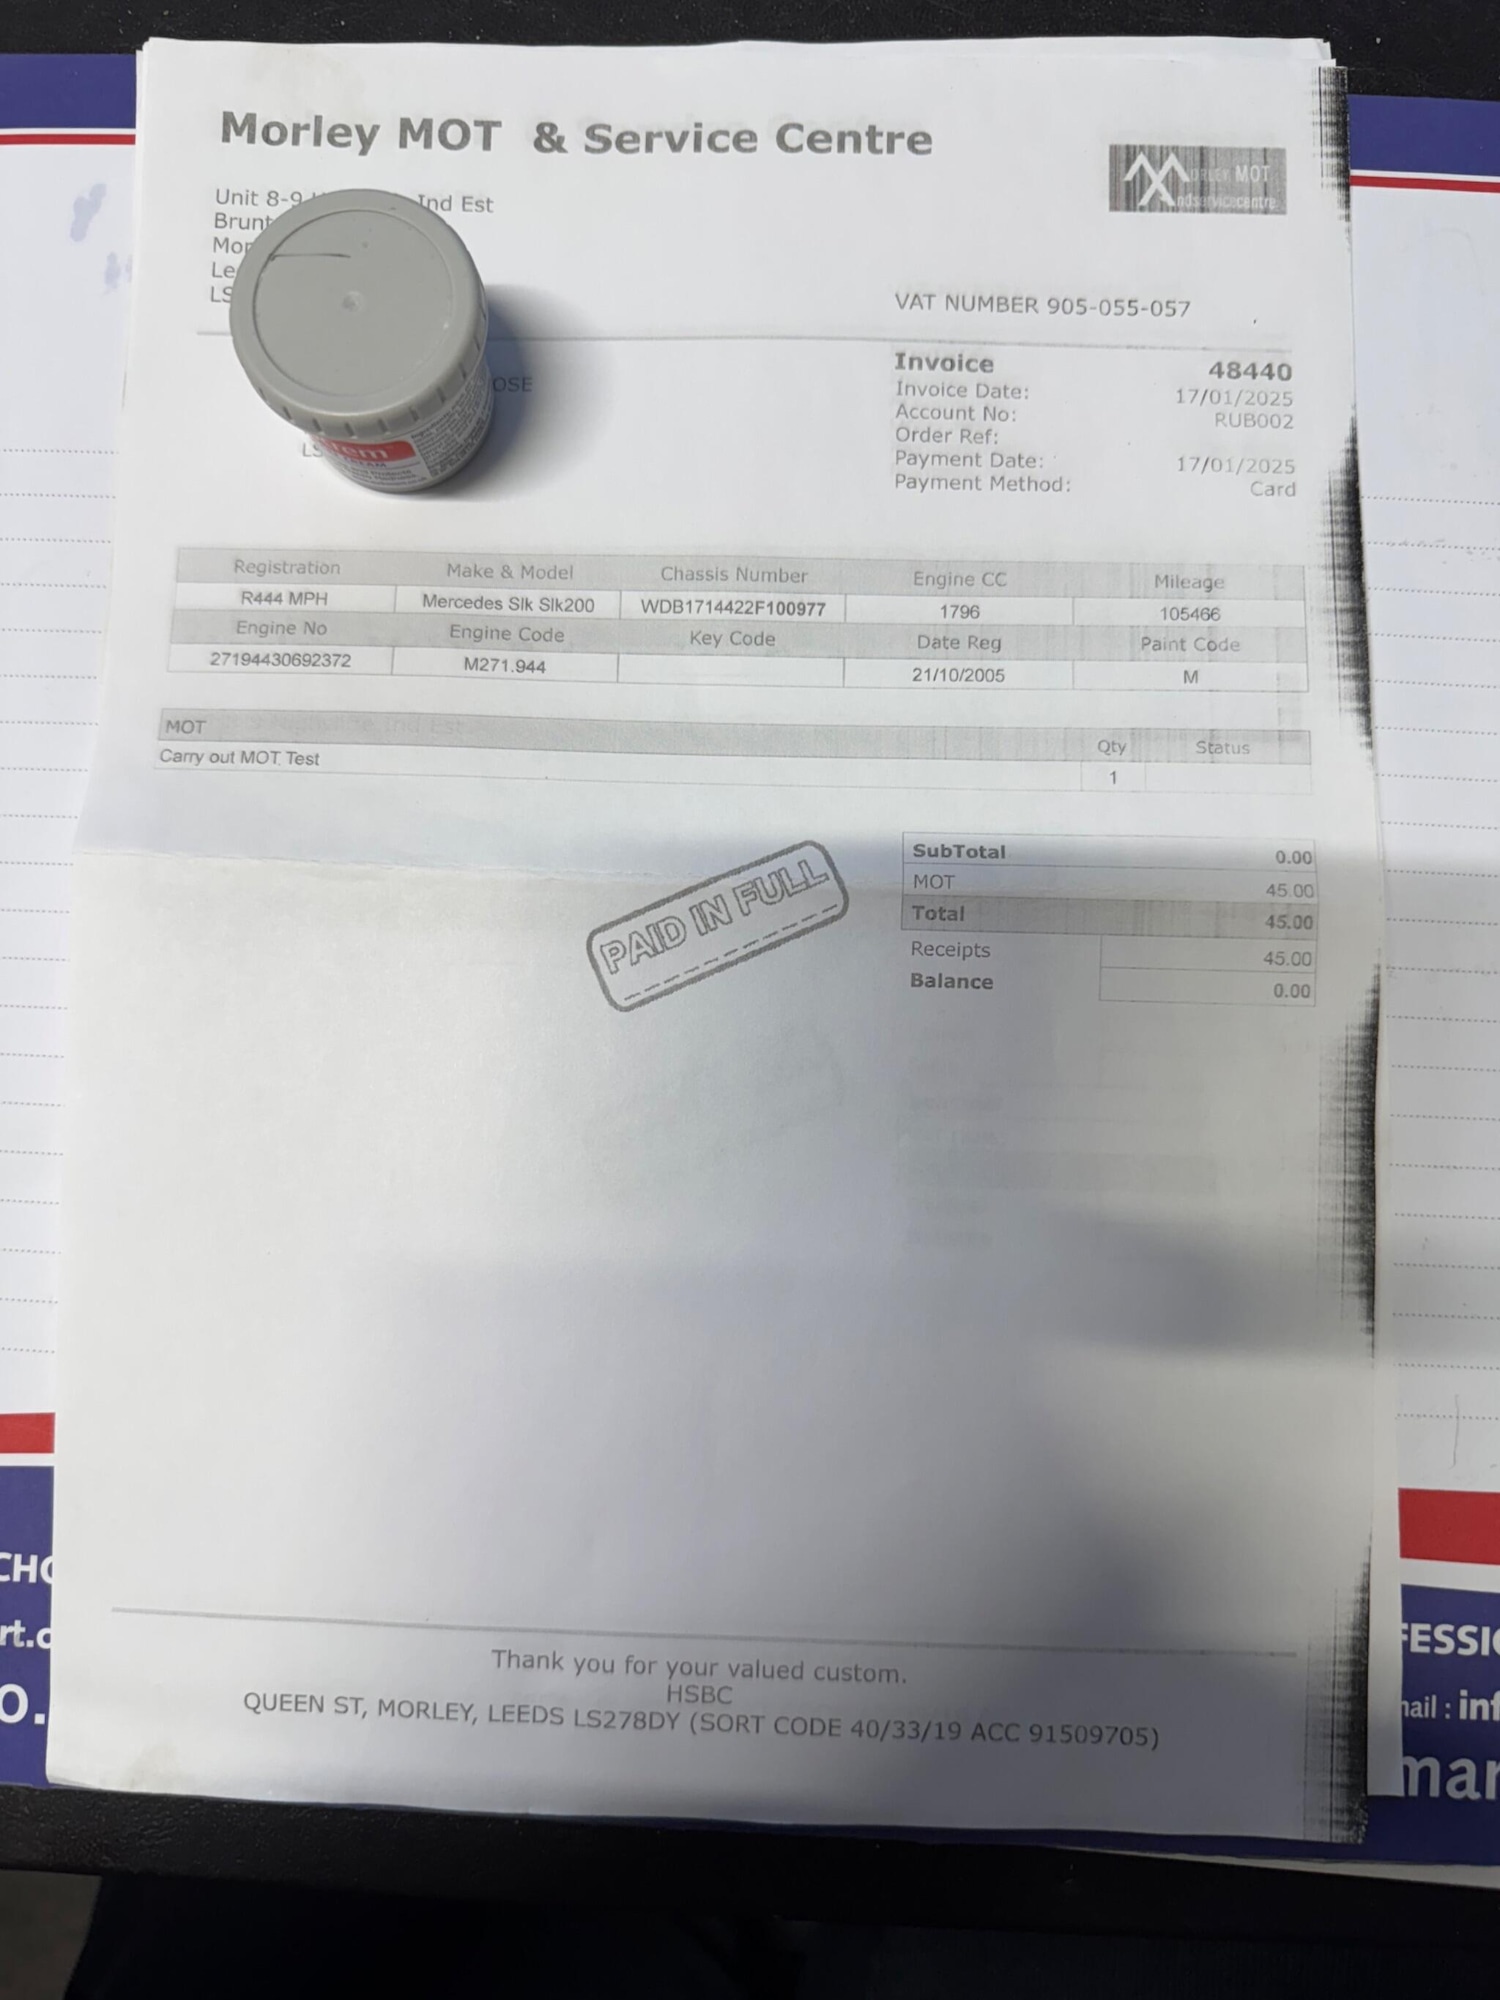 Morley MOT & Service Centre
MOT
ndservicecentre
Unit 8-9 Ind Est
VAT NUMBER 905-055-057
Invoice 48440
Invoice Date: 17/01/2025
Account No: RUB002
Order Ref:
Payment Date: 17/01/2025
Payment Method: Card
OSE
Registration Make & Model Chassis Number Engine CC Mileage
R444 MPH Mercedes Slk Slk200 WDB1714422F100977 1796 105466
Engine No Engine Code Key Code Date Reg Paint Code
27194430692372 M271.944 21/10/2005 M
MOT Qty Status
Carry out MOT Test 1
PAID IN FULL
SubTotal 0.00
MOT 45.00
Total 45.00
Receipts 45.00
Balance 0.00
Thank you for your valued custom.
HSBC
QUEEN ST, MORLEY, LEEDS LS278DY (SORT CODE 40/33/19 ACC 91509705)